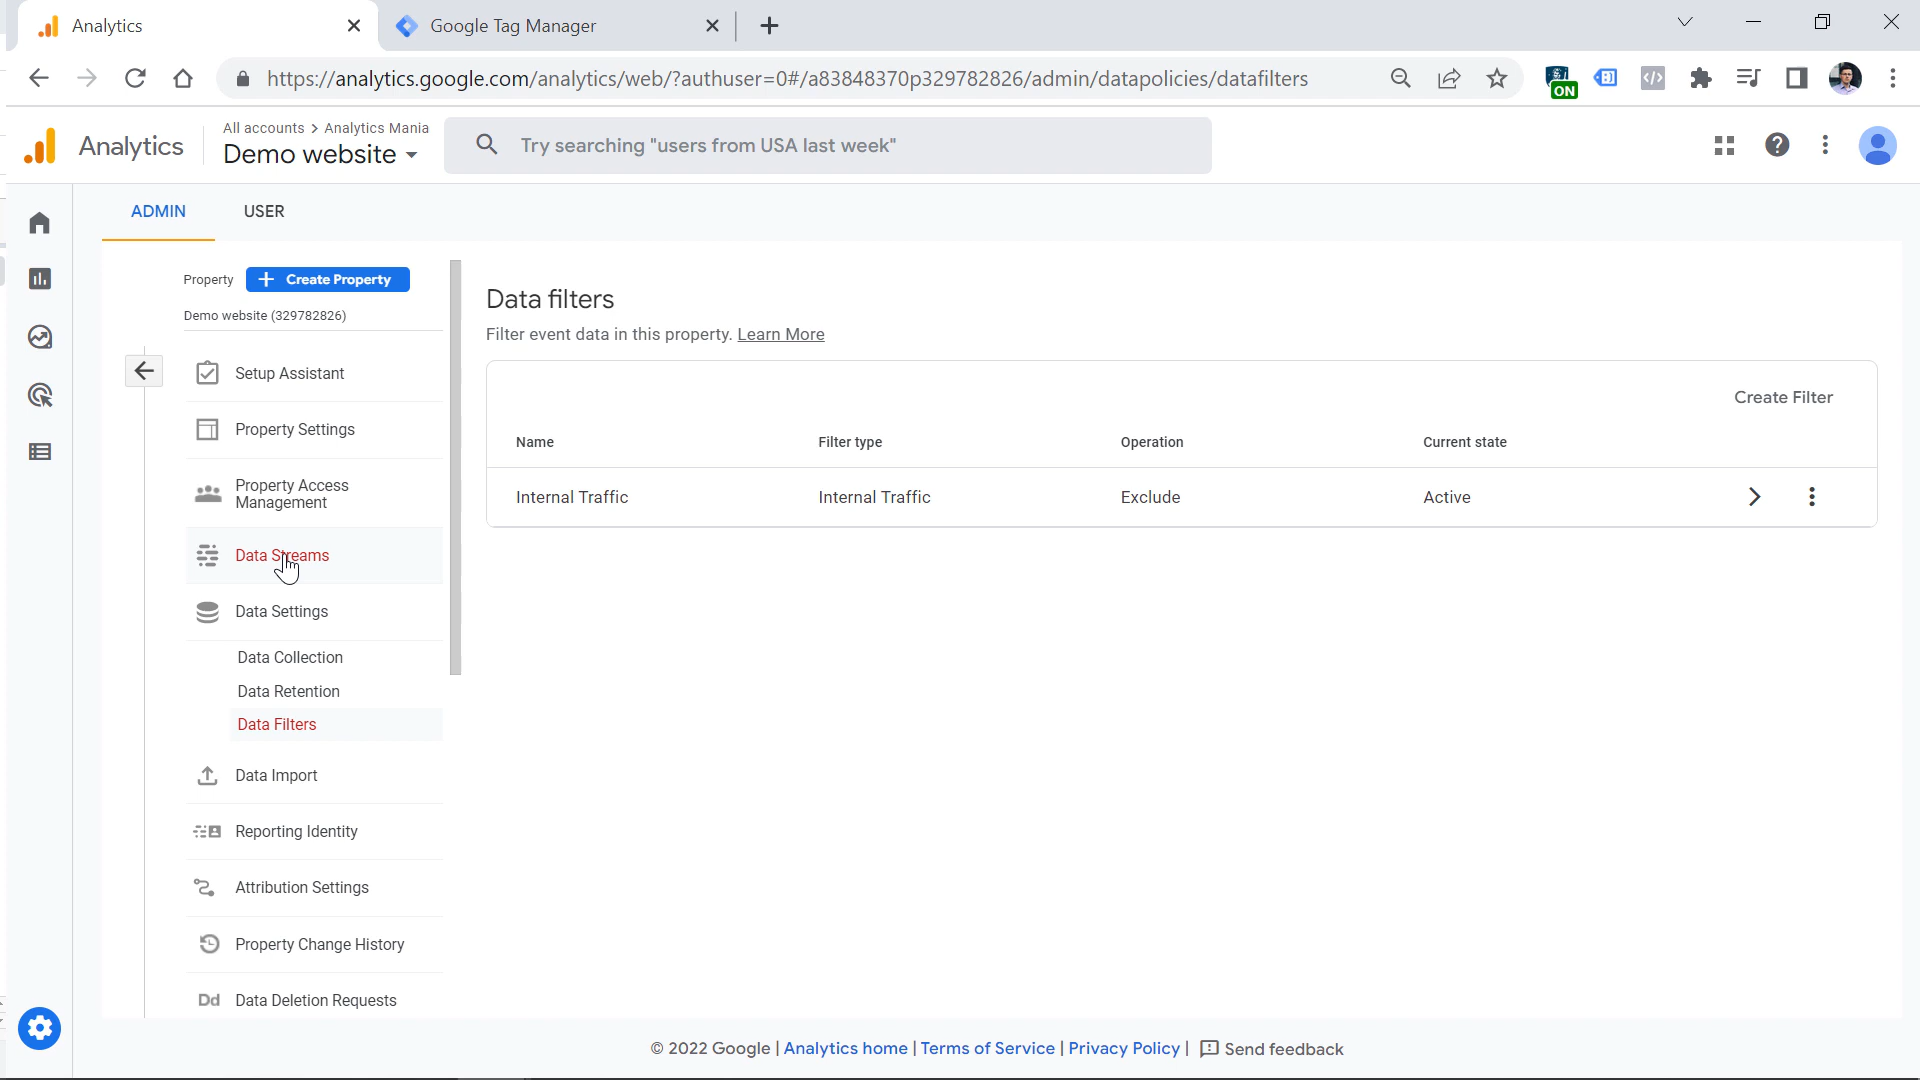 Analytics
Google Tag Manager
https://analytics.google.com/analytics/web/?authuser=0#/a83848370p329782826/admin/datapolicies/datafilters
ON
Analytics
All accounts > Analytics Mania
Demo website
Try searching "users from USA last week"
ADMIN
USER
Property
+ Create Property
Demo website (329782826)
Setup Assistant
Property Settings
Property Access
Management
Data Streams
Data Settings
Data Collection
Data Retention
Data Filters
Data Import
Reporting Identity
Attribution Settings
Property Change History
Dd Data Deletion Requests
Data filters
Filter event data in this property. Learn More
Create Filter
Name Filter type Operation Current state
Internal Traffic Internal Traffic Exclude Active
© 2022 Google | Analytics home | Terms of Service | Privacy Policy | Send feedback